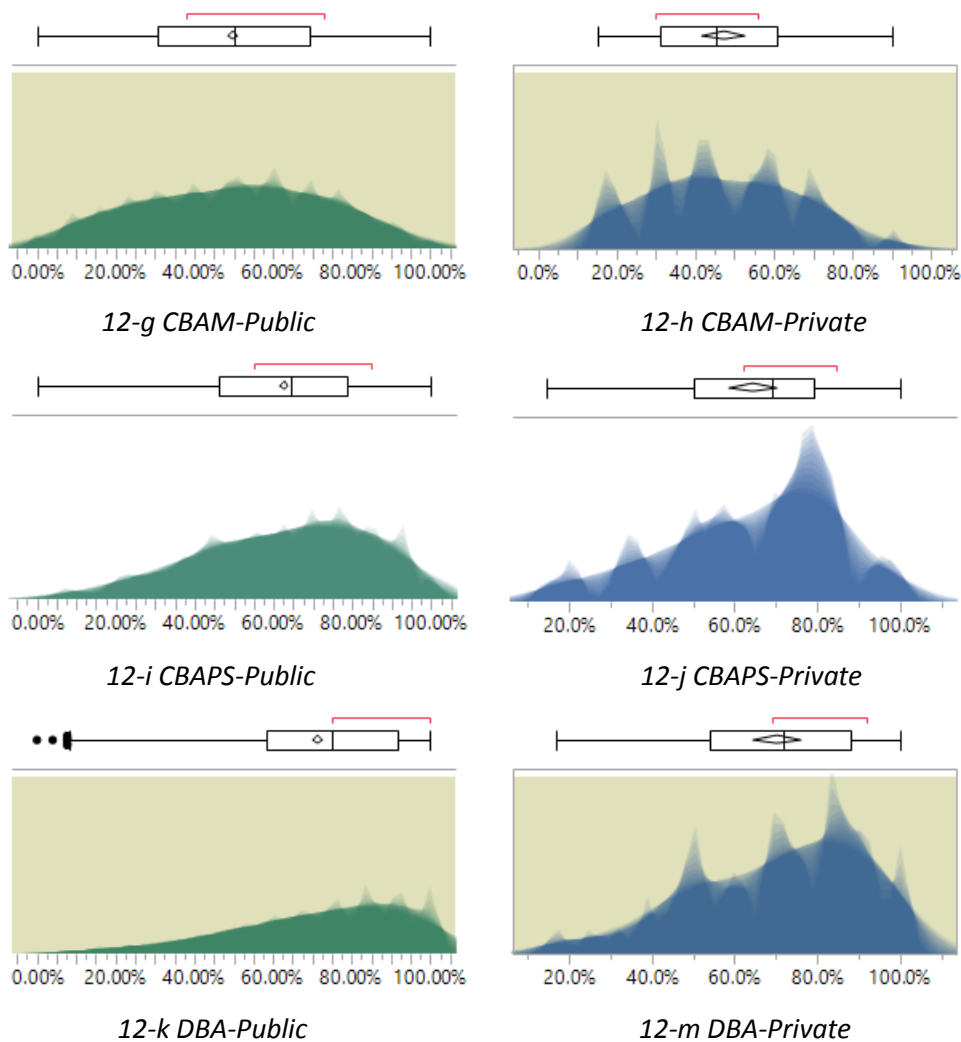 0.00% 20.00% 40.00% 60.00% 80.00% 100.00%
0.0% 20.0% 40.0% 60.0% 80.0% 100.0%
12-g CBAM-Public
12-h CBAM-Private
0.00% 20.00% 40.00% 60.00% 80.00% 100.00%
20.0% 40.0% 60.0% 80.0% 100.0%
12-i CBAPS-Public
12-j CBAPS-Private
0.00% 20.00% 40.00% 60.00% 80.00% 100.00%
20.0% 40.0% 60.0% 80.0% 100.0%
12-k DBA-Public
12-m DBA-Private